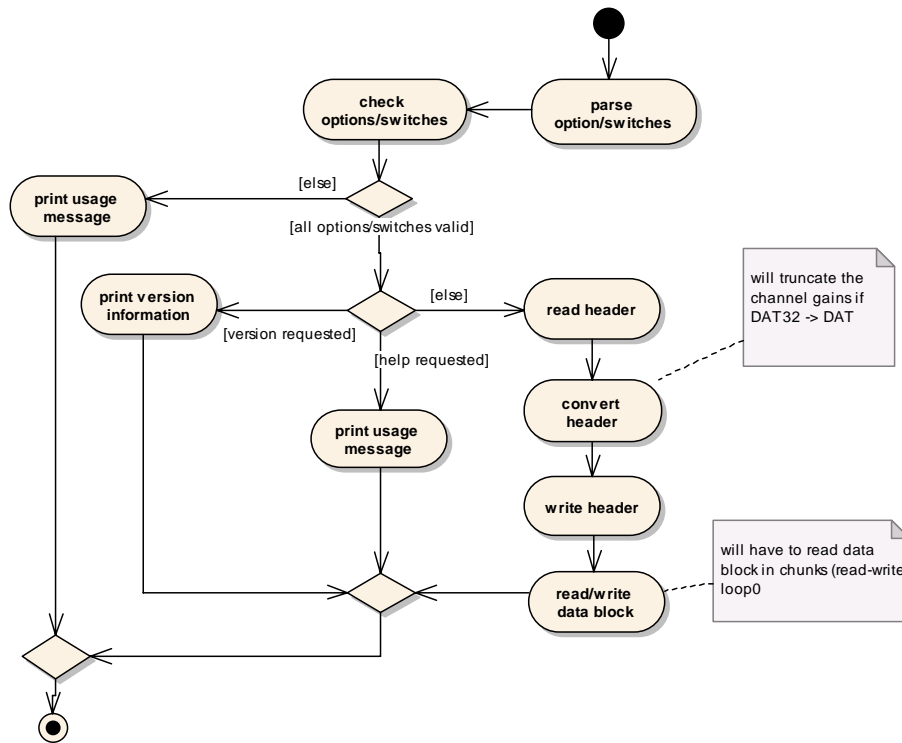 check
options/switches
parse
option/switches
[else]
print usage
message
[all options/switches valid]
print version
information
[version requested]
[else]
read header
will truncate the
channel gains if
DAT32 -> DAT
[help requested]
convert
header
print usage
message
write header
will have to read data
block in chunks (read-write
loop0
read/write
data block